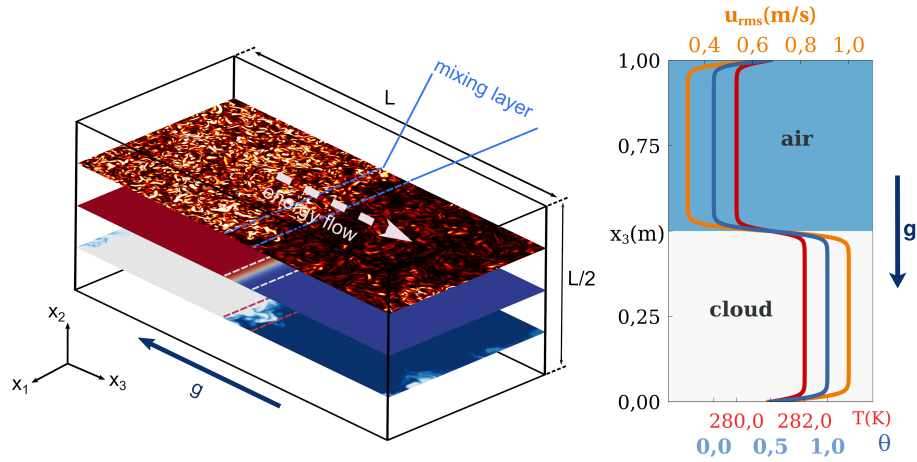 mixing layer
L
energy flow
L/2
x2
x1
x3
g
u_rms(m/s)
0,4 0,6 0,8 1,0
1,00
0,75
x3(m)
0,25
0,00
air
cloud
g
280,0 282,0 T(K)
0,0 0,5 1,0 θ